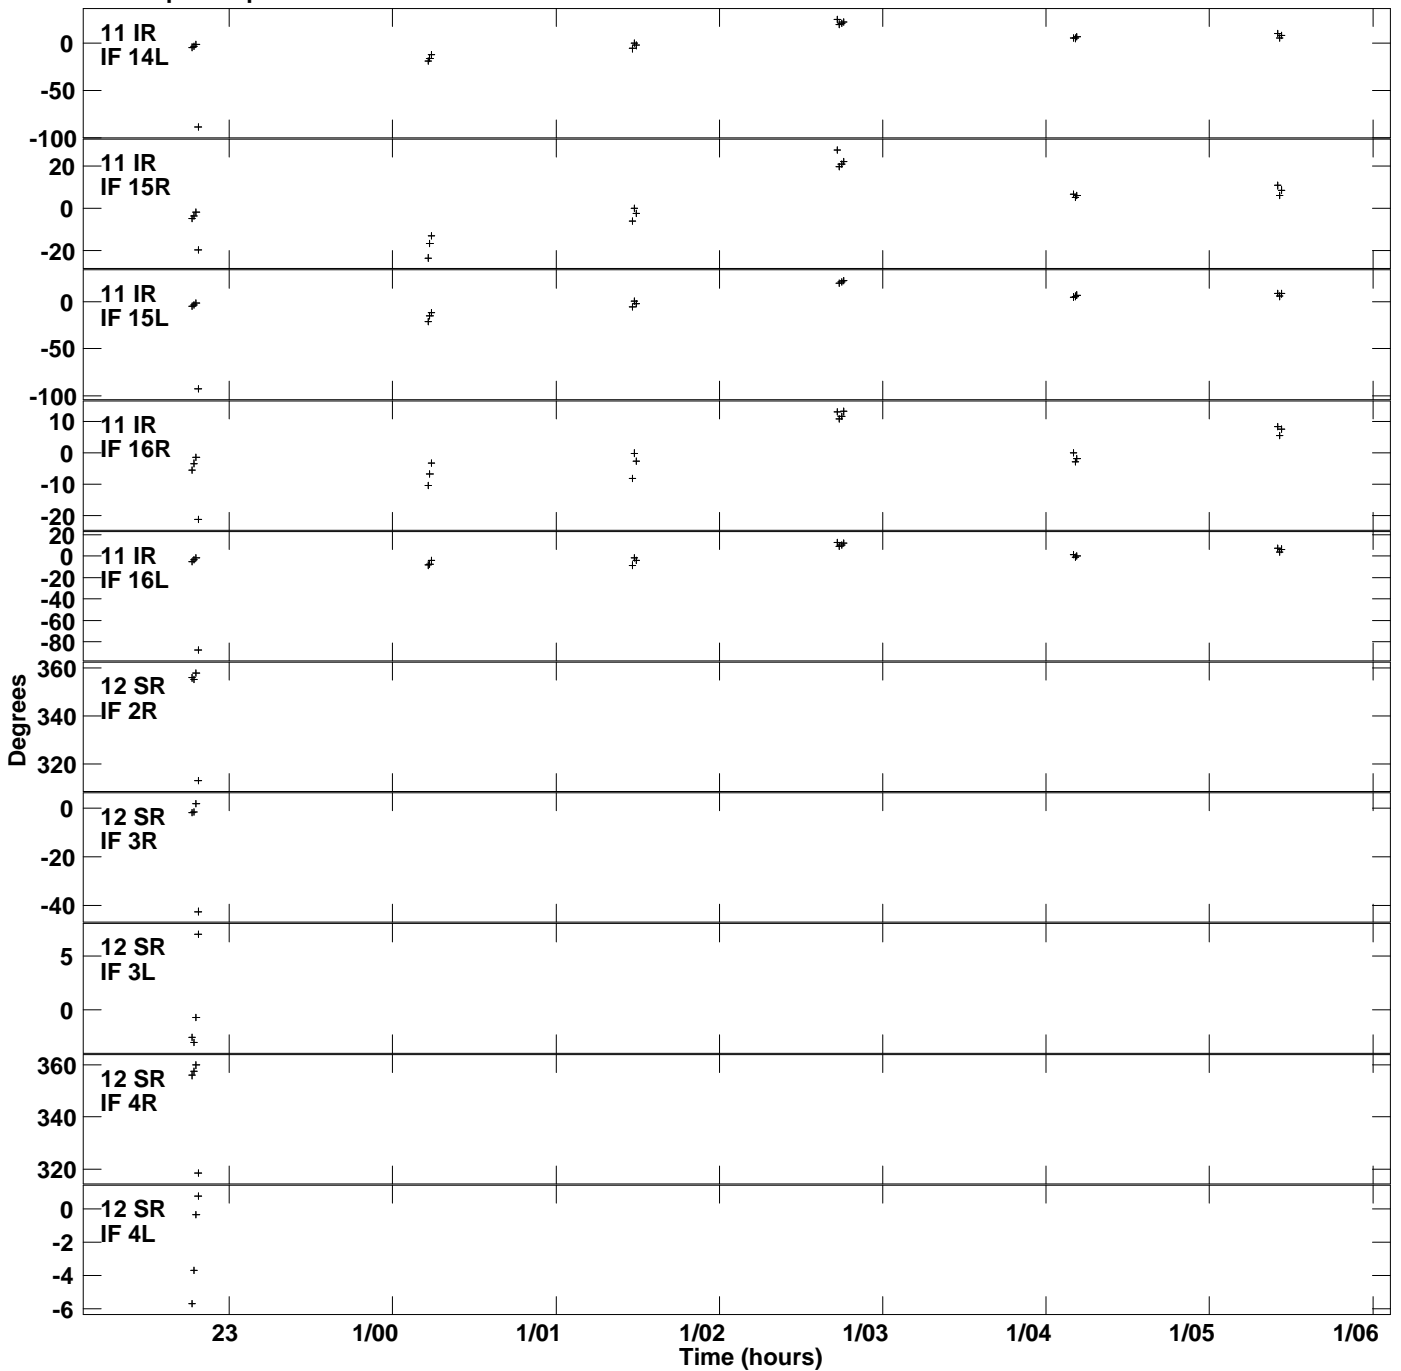 11 IR
IF 14L
0
-50
-100
11 IR
IF 15R
20
0
-20
11 IR
IF 15L
0
-50
-100
11 IR
IF 16R
10
0
-10
-20
11 IR
IF 16L
20
0
-20
-40
-60
-80
12 SR
IF 2R
360
340
320
Degrees
12 SR
IF 3R
0
-20
-40
12 SR
IF 3L
5
0
12 SR
IF 4R
360
340
320
12 SR
IF 4L
0
-2
-4
-6
23 1/00 1/01 1/02 1/03 1/04 1/05 1/06
Time (hours)